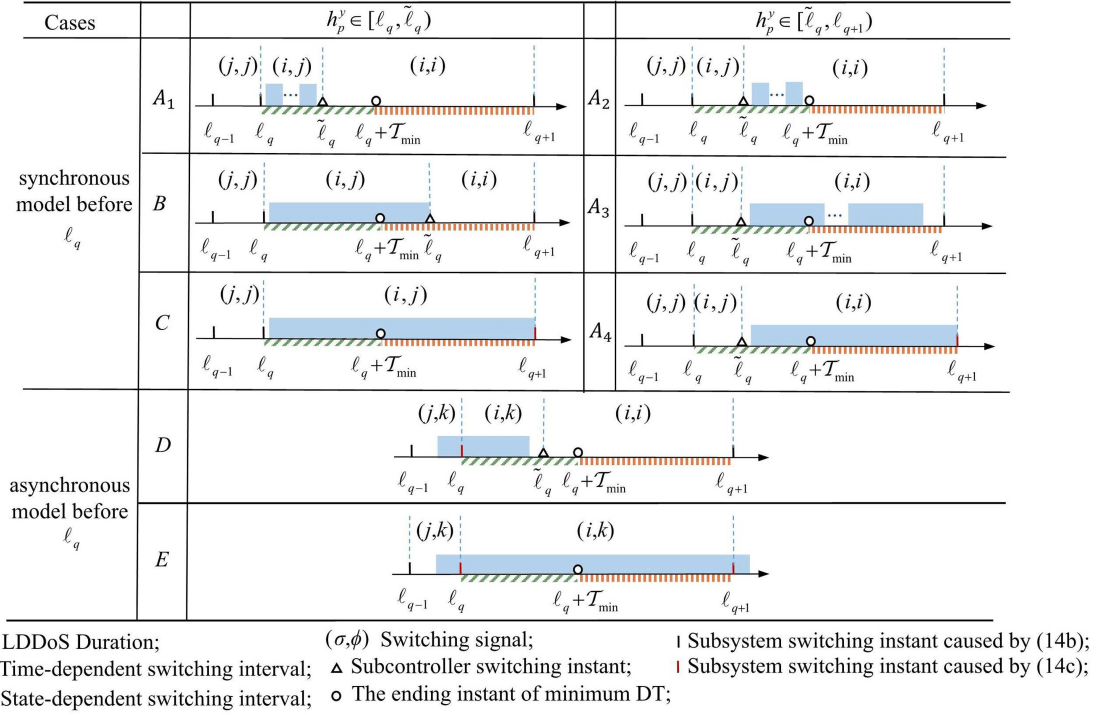 Cases
h_p^y ∈ [ℓ_q, ℓ̃_q)
h_p^y ∈ [ℓ̃_q, ℓ_{q+1})
synchronous
model before
ℓ_q
A_1
(j, j) (i, j) (i,i)
ℓ_{q-1} ℓ_q ℓ̃_q ℓ_q+𝒯_min ℓ_{q+1}
A_2
(j, j) (i, j) (i,i)
ℓ_{q-1} ℓ_q ℓ̃_q ℓ_q+𝒯_min ℓ_{q+1}
B
(j, j) (i, j) (i,i)
ℓ_{q-1} ℓ_q ℓ_q+𝒯_min ℓ̃_q ℓ_{q+1}
A_3
(j, j) (i, j) (i,i)
ℓ_{q-1} ℓ_q ℓ̃_q ℓ_q+𝒯_min ℓ_{q+1}
C
(j, j) (i, j)
ℓ_{q-1} ℓ_q ℓ_q+𝒯_min ℓ_{q+1}
A_4
(j, j) (i, j) (i,i)
ℓ_{q-1} ℓ_q ℓ̃_q ℓ_q+𝒯_min ℓ_{q+1}
asynchronous
model before
ℓ_q
D
(j,k) (i,k) (i,i)
ℓ_{q-1} ℓ_q ℓ̃_q ℓ_q+𝒯_min ℓ_{q+1}
E
(j,k) (i,k)
ℓ_{q-1} ℓ_q ℓ_q+𝒯_min ℓ_{q+1}
LDDoS Duration; (σ,ϕ) Switching signal; Subsystem switching instant caused by (14b);
Time-dependent switching interval; Subcontroller switching instant; Subsystem switching instant caused by (14c);
State-dependent switching interval; The ending instant of minimum DT;